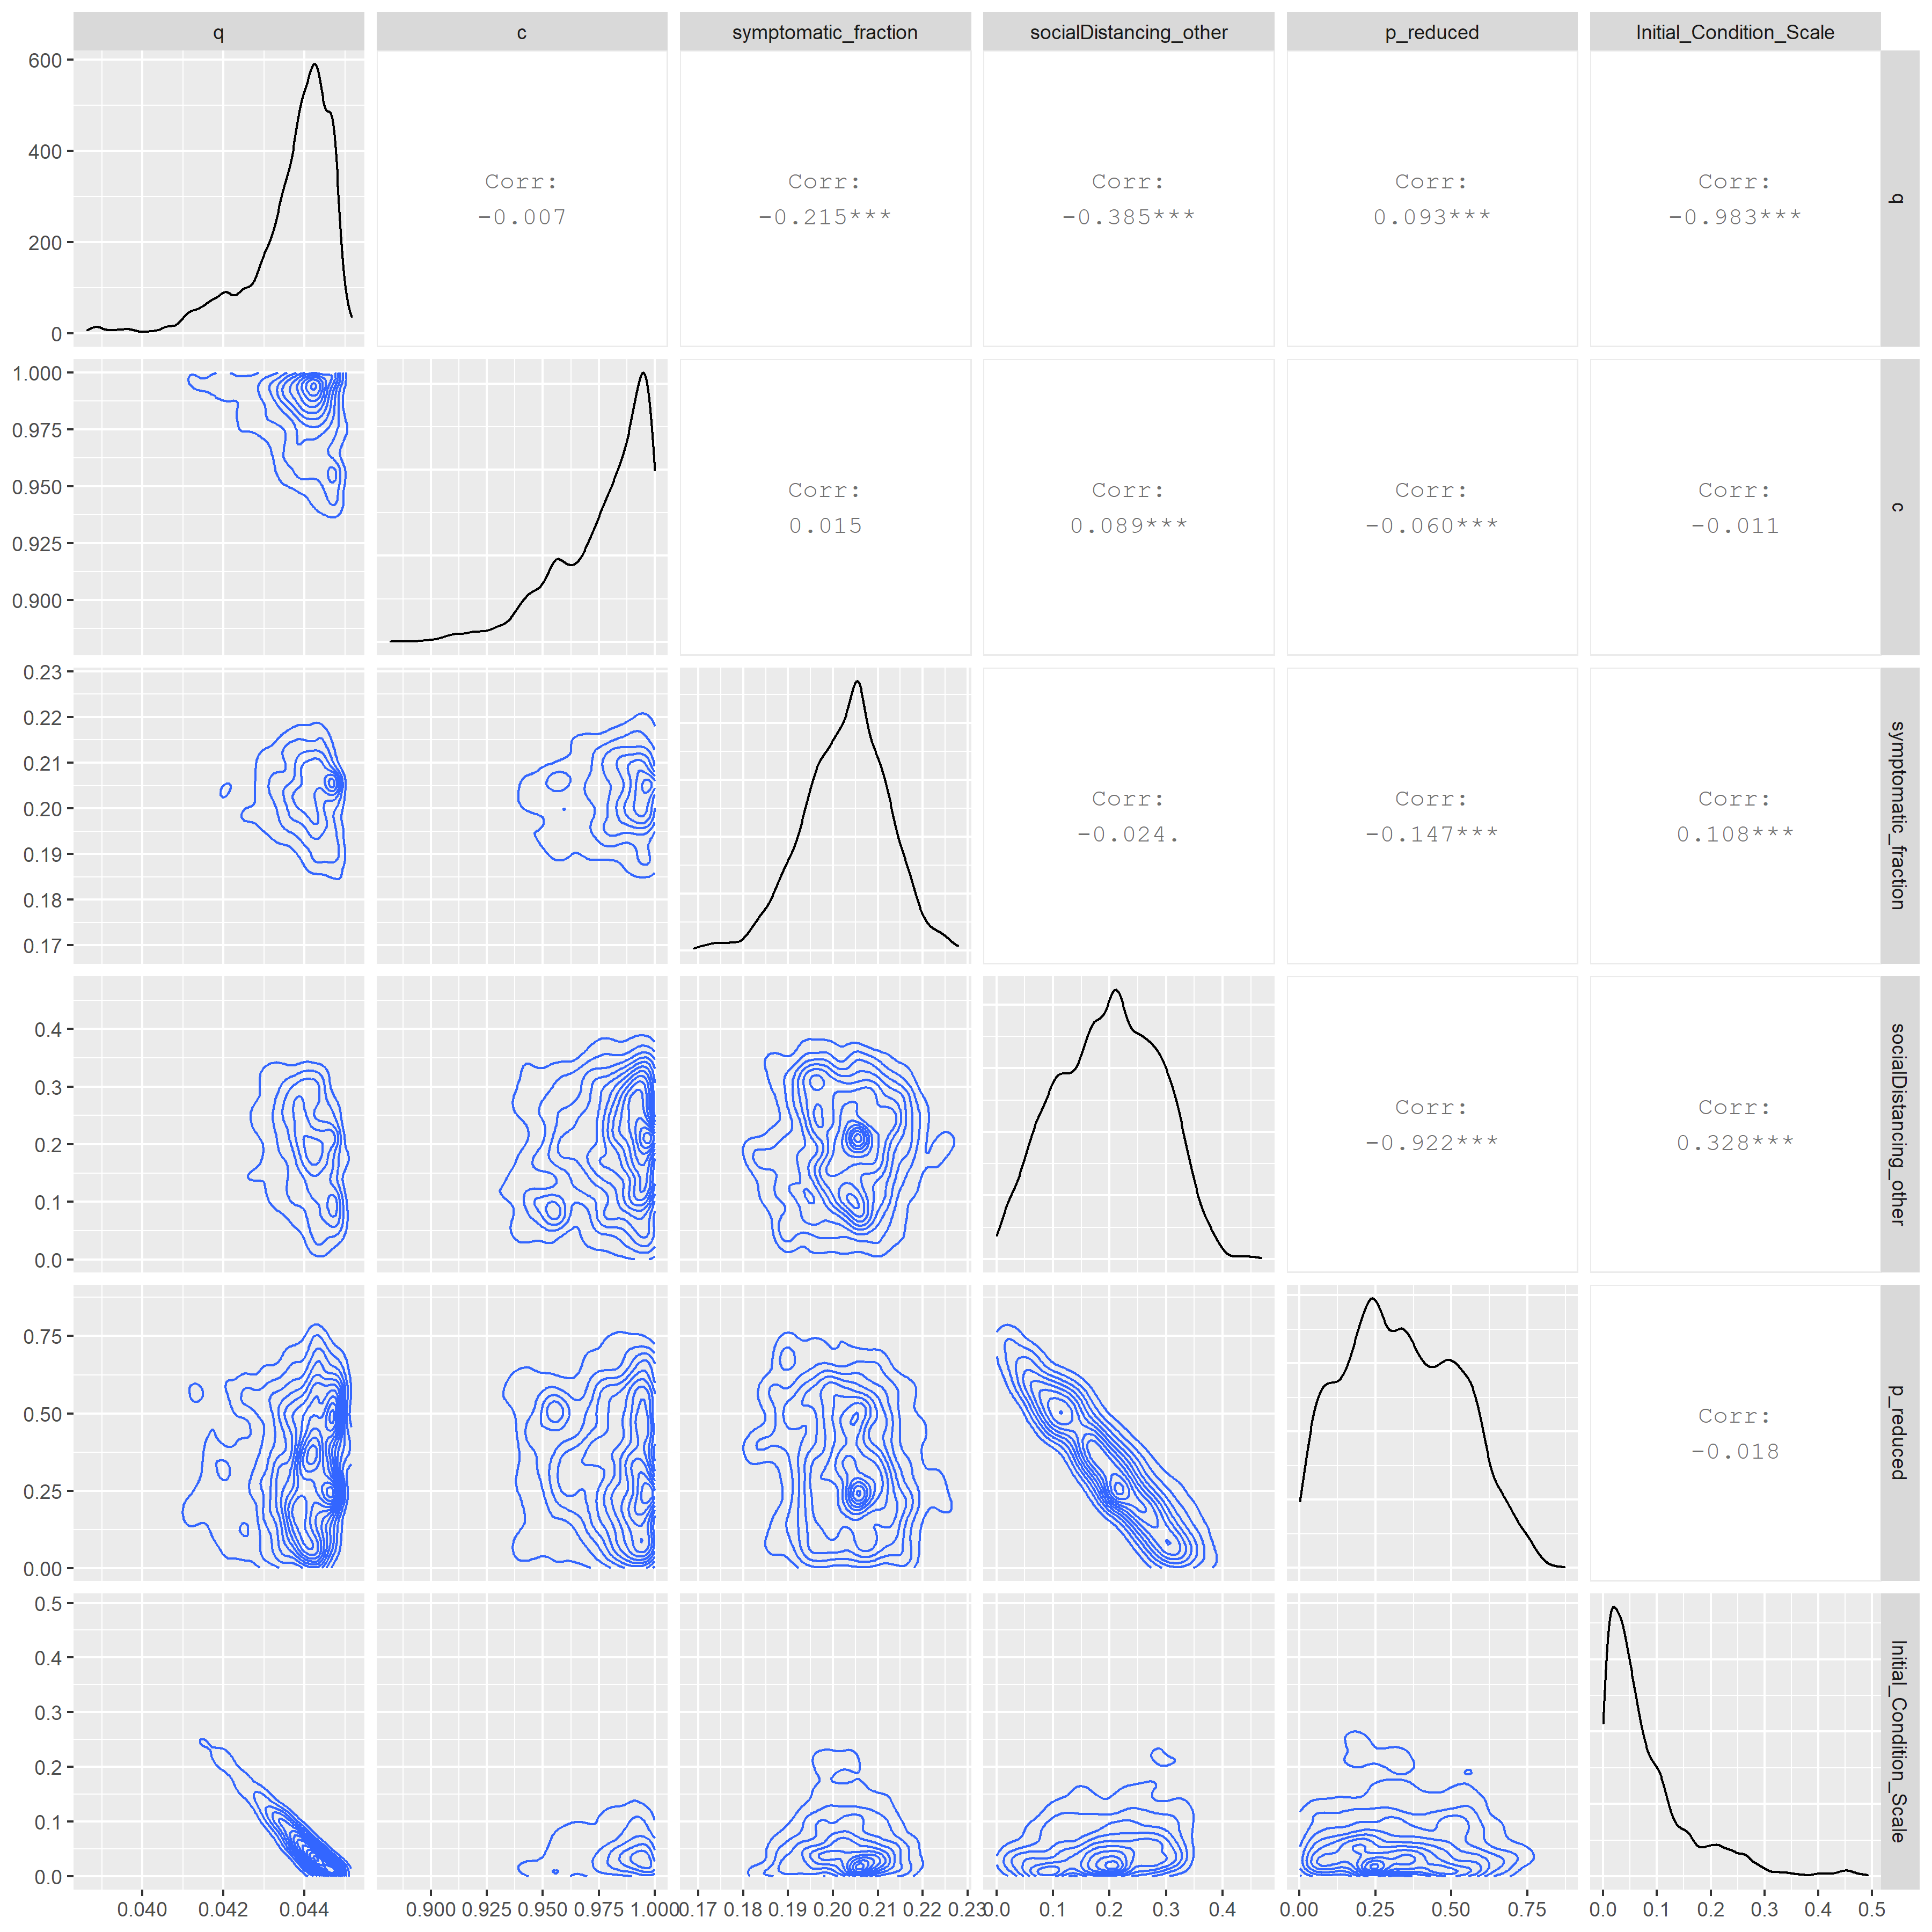 q c symptomatic_fraction socialDistancing_other p_reduced Initial_Condition_Scale
600
400
200
0
Corr: Corr: Corr: Corr: Corr:
-0.007 -0.215*** -0.385*** 0.093*** -0.983***
q
1.000
0.975
0.950
0.925
0.900
Corr: Corr: Corr: Corr:
0.015 0.089*** -0.060*** -0.011
c
0.23
0.22
0.21
0.20
0.19
0.18
0.17
Corr: Corr: Corr:
-0.024. -0.147*** 0.108***
symptomatic_fraction
0.4
0.3
0.2
0.1
0.0
Corr: Corr:
-0.922*** 0.328***
socialDistancing_other
0.75
0.50
0.25
0.00
Corr:
-0.018
p_reduced
0.5
0.4
0.3
0.2
0.1
0.0
Initial_Condition_Scale
0.040 0.042 0.044 0.900 0.925 0.950 0.975 1.000 0.17 0.18 0.19 0.20 0.21 0.22 0.23 0.0 0.1 0.2 0.3 0.4 0.00 0.25 0.50 0.75 0.0 0.1 0.2 0.3 0.4 0.5